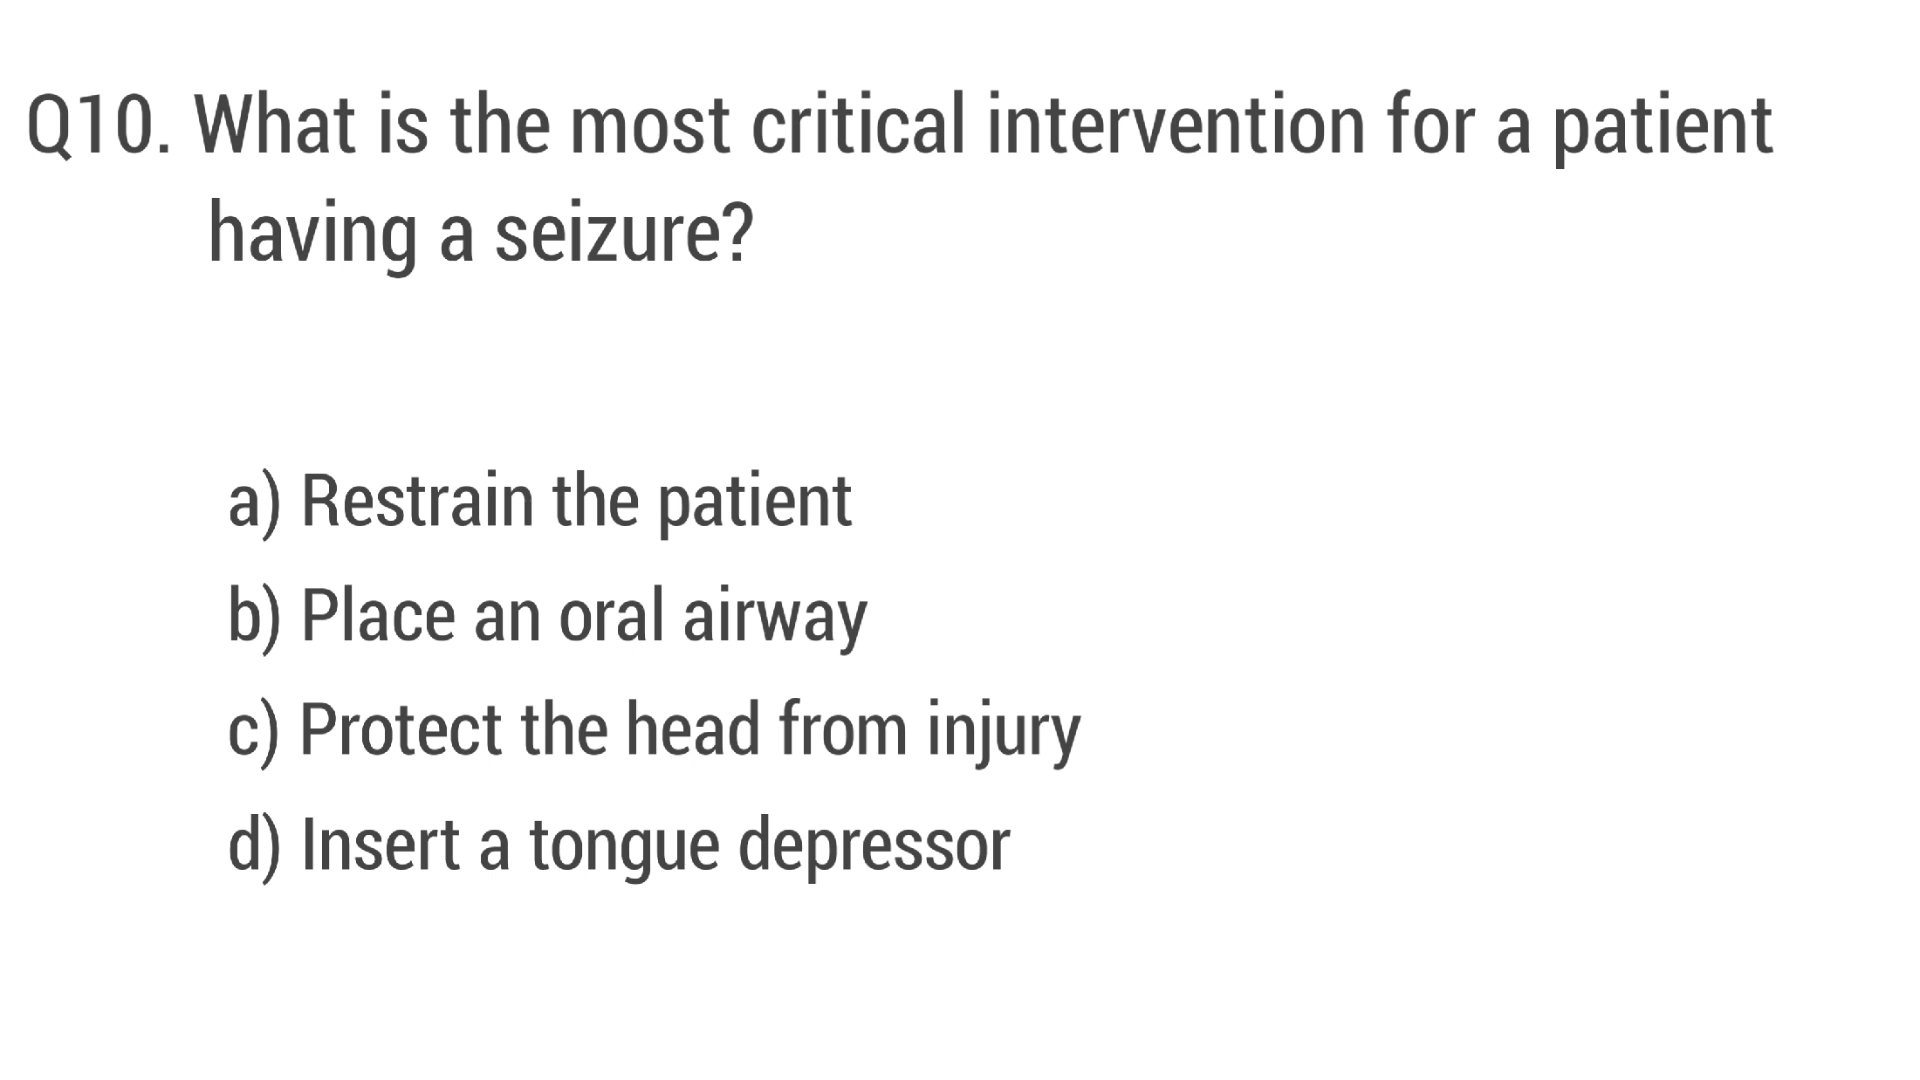 Q10. What is the most critical intervention for a patient
having a seizure?
a) Restrain the patient
b) Place an oral airway
c) Protect the head from injury
d) Insert a tongue depressor